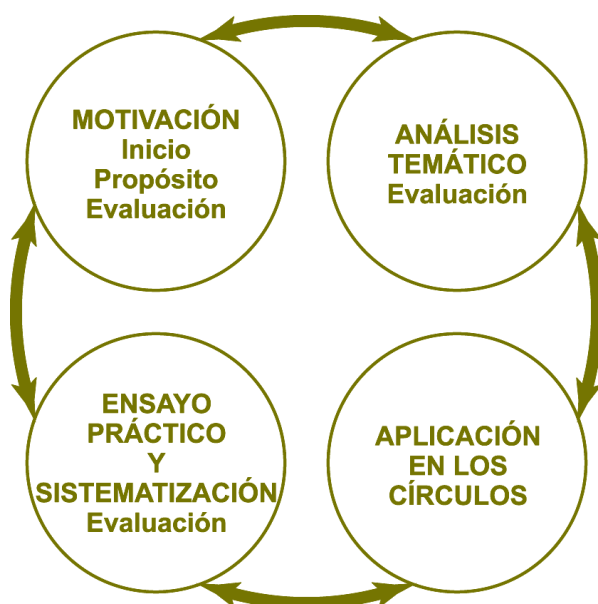 MOTIVACIÓN
Inicio
Propósito
Evaluación
ANÁLISIS
TEMÁTICO
Evaluación
ENSAYO
PRÁCTICO
Y
SISTEMATIZACIÓN
Evaluación
APLICACIÓN
EN LOS
CÍRCULOS